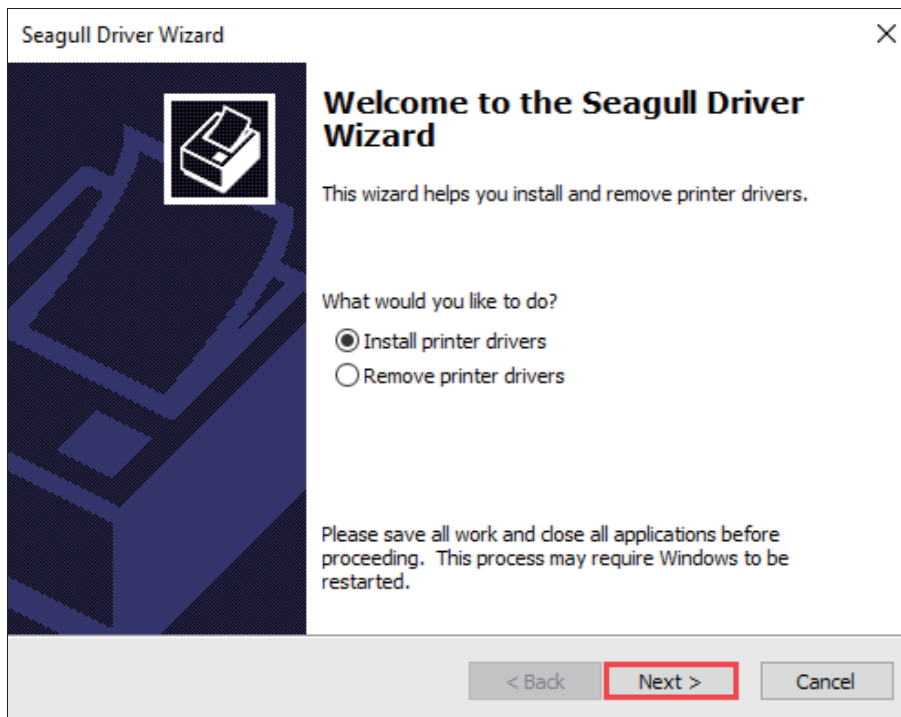 Seagull Driver Wizard
Welcome to the Seagull Driver
Wizard
This wizard helps you install and remove printer drivers.
What would you like to do?
Install printer drivers
Remove printer drivers
Please save all work and close all applications before
proceeding.  This process may require Windows to be
restarted.
< Back
Next >
Cancel